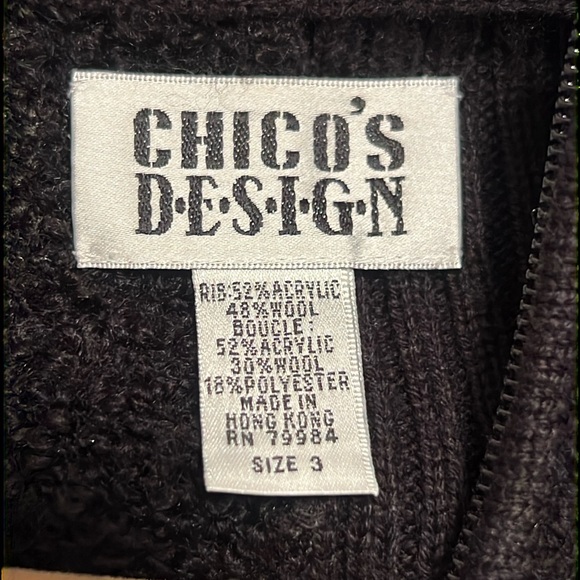 CHICO'S
D•E•S•I•G•N
RIB:52%ACRYLIC
48%WOOL
BOUCLE:
52%ACRYLIC
30%WOOL
18%POLYESTER
MADE IN
HONG KONG
RN 79984
SIZE 3